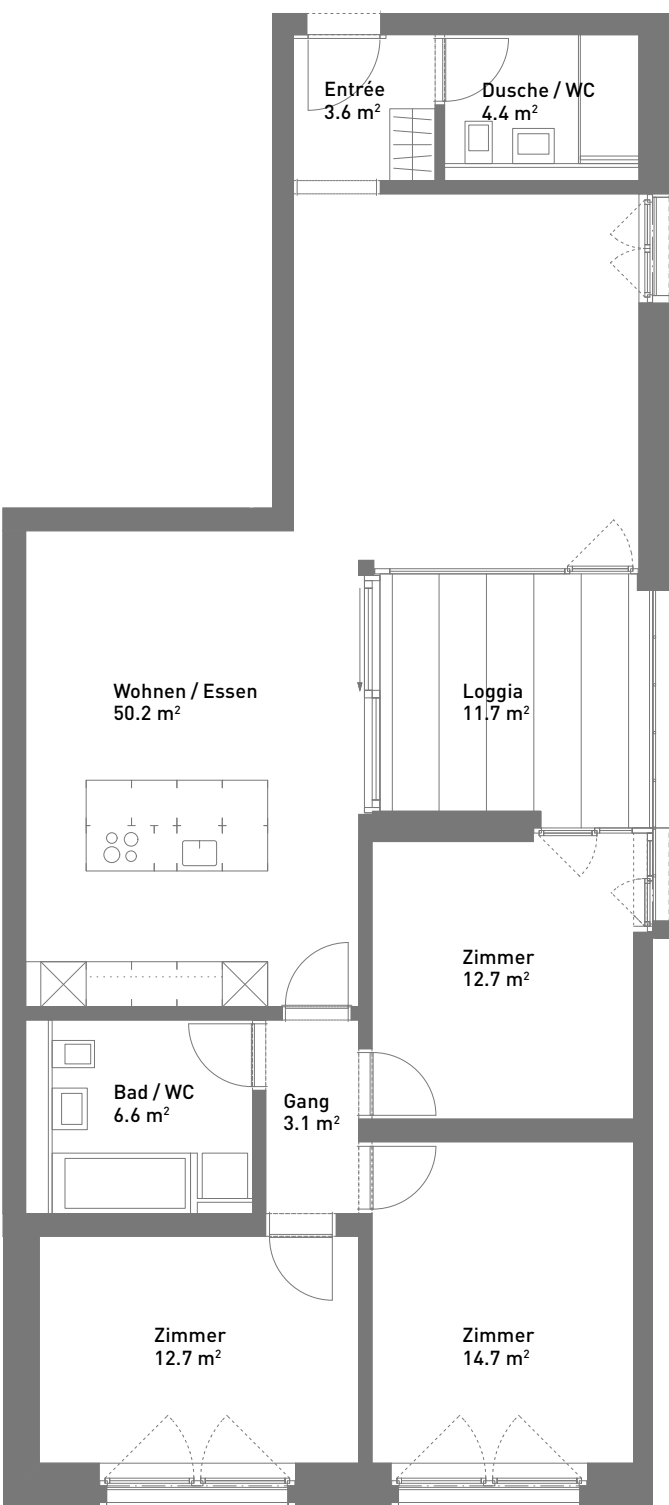 Entrée
3.6 m²
Dusche / WC
4.4 m²
Wohnen / Essen
50.2 m²
Loggia
11.7 m²
Zimmer
12.7 m²
Bad / WC
6.6 m²
Gang
3.1 m²
Zimmer
12.7 m²
Zimmer
14.7 m²